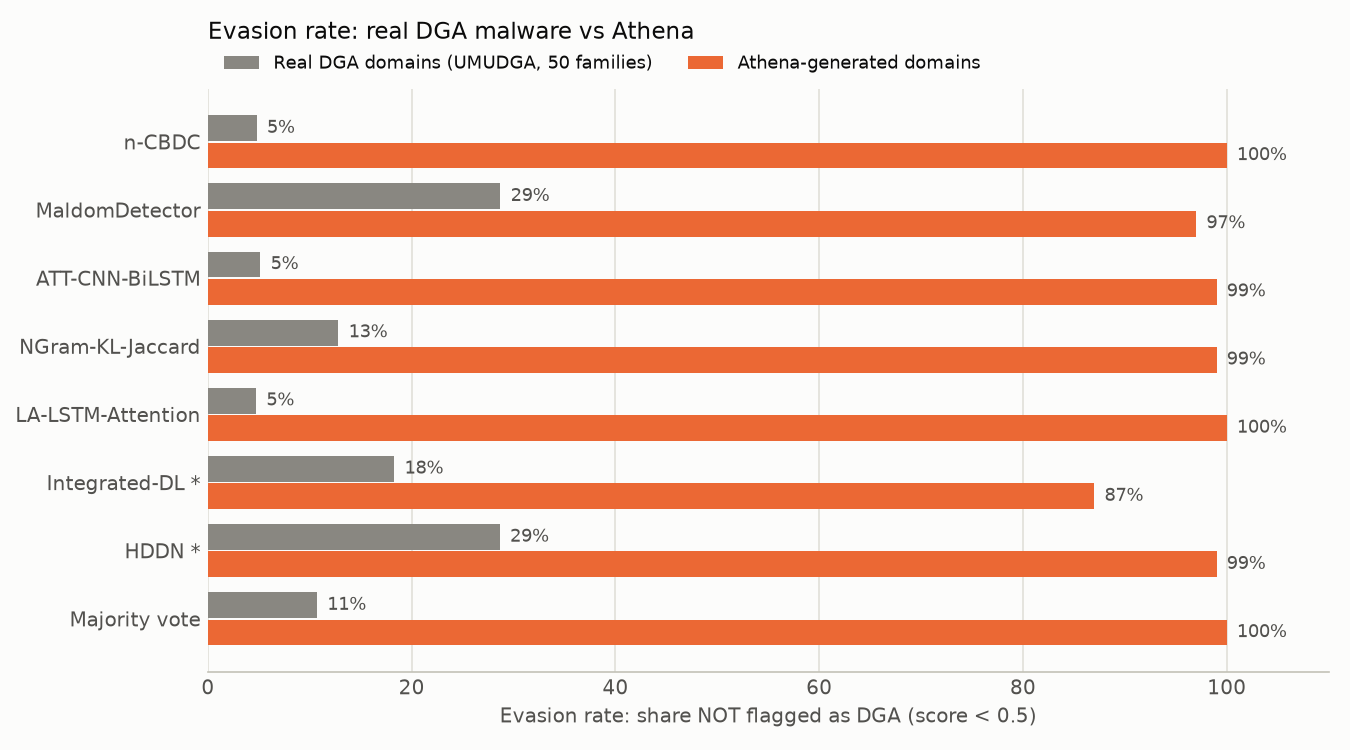 Evasion rate: real DGA malware vs Athena
Real DGA domains (UMUDGA, 50 families) Athena-generated domains
n-CBDC 5%
100%
MaldomDetector 29%
97%
ATT-CNN-BiLSTM 5%
99%
NGram-KL-Jaccard 13%
99%
LA-LSTM-Attention 5%
100%
Integrated-DL * 18%
87%
HDDN * 29%
99%
Majority vote 11%
100%
0 20 40 60 80 100
Evasion rate: share NOT flagged as DGA (score < 0.5)